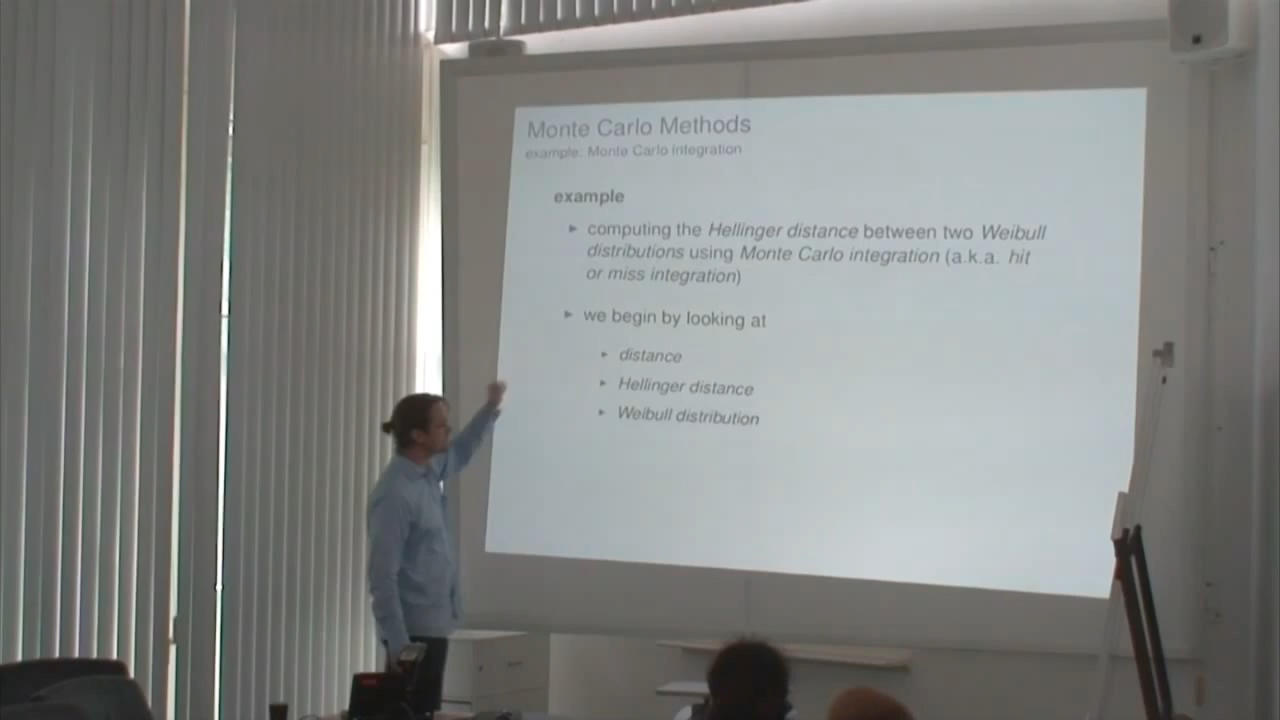 Monte Carlo Methods
example: Monte Carlo integration
example
computing the Hellinger distance between two Weibull
distributions using Monte Carlo integration (a.k.a. hit
or miss integration)
we begin by looking at
distance
Hellinger distance
Weibull distribution